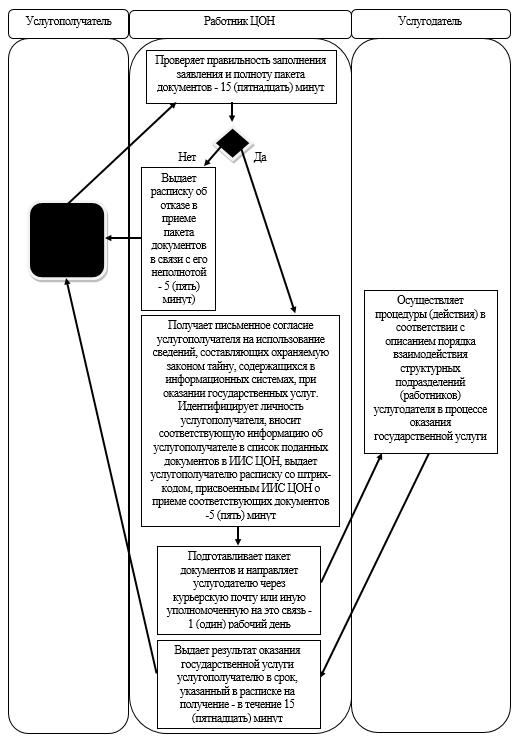 Услугополучатель
Работник ЦОН
Услугодатель
Проверяет правильность заполнения
заявления и полноту пакета
документов - 15 (пятнадцать) минут
Нет
Да
Выдает
расписку об
отказе в
приеме
пакета
документов
в связи с его
неполнотой
- 5 (пять)
минут)
Получает письменное согласие
услугополучателя на использование
сведений, составляющих охраняемую
законом тайну, содержащихся в
информационных системах, при
оказании государственных услуг.
Идентифицирует личность
услугополучателя, вносит
соответствующую информацию об
услугополучателе в список поданных
документов в ИИС ЦОН, выдает
услугополучателю расписку со штрих-
кодом, присвоенным ИИС ЦОН о
приеме соответствующих документов
-5 (пять) минут
Осуществляет
процедуры (действия) в
соответствии с
описанием порядка
взаимодействия
структурных
подразделений
(работников)
услугодателя в процессе
оказания
государственной услуги
Подготавливает пакет
документов и направляет
услугодателю через
курьерскую почту или иную
уполномоченную на это связь -
1 (один) рабочий день
Выдает результат оказания
государственной услуги
услугополучателю в срок,
указанный в расписке на
получение - в течение 15
(пятнадцать) минут